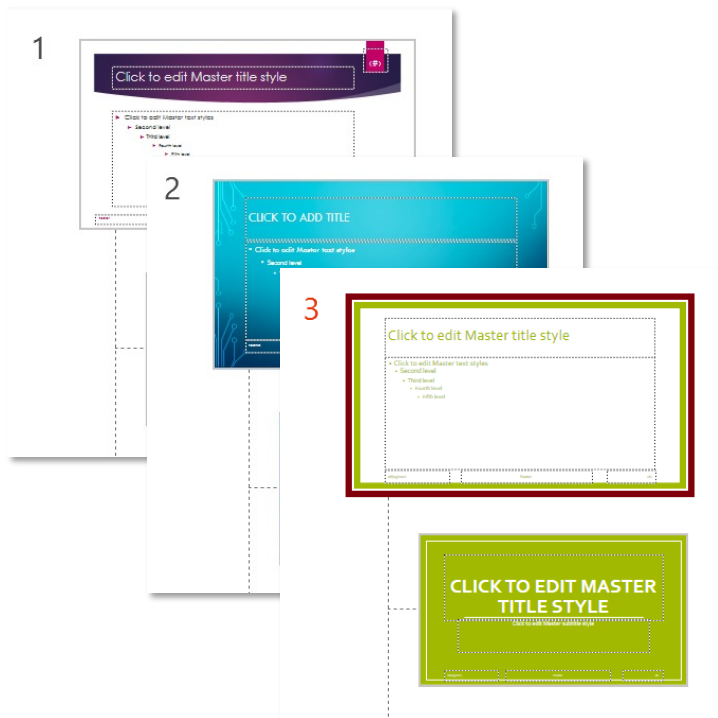 1
Click to edit Master title style
(#)
Click to edit Master text styles
Second level
Third level
Fourth level
Fifth level
2
CLICK TO ADD TITLE
Click to edit Master text styles
Second level
3
Click to edit Master title style
Click to edit Master text styles
Second level
Third level
Fourth level
Fifth level
Footer
CLICK TO EDIT MASTER
TITLE STYLE
Click to edit Master subtitle style